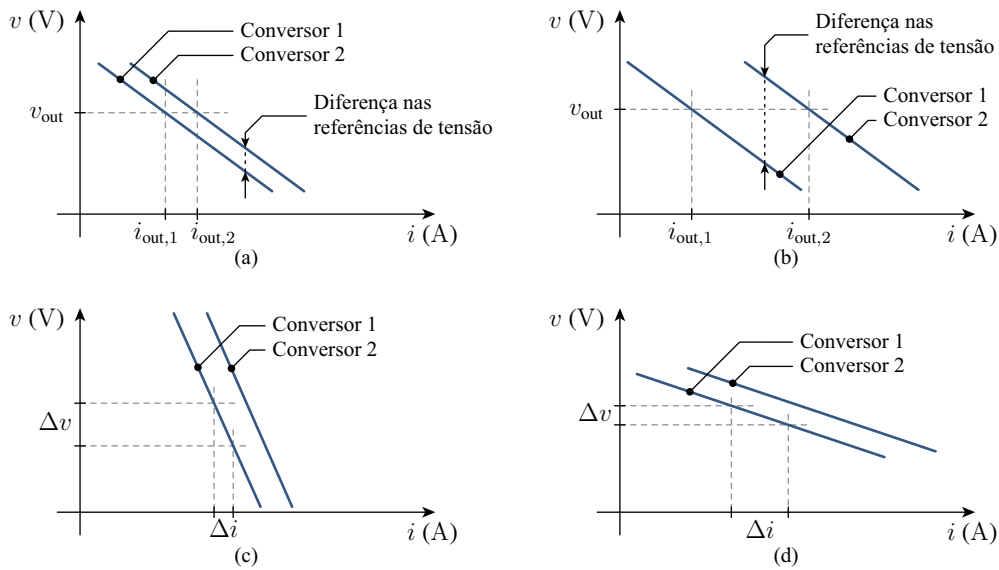 v (V)
Conversor 1
Conversor 2
Diferença nas
referências de tensão
v_out
i_out,1
i_out,2
i (A)
(a)
v (V)
Diferença nas
referências de tensão
Conversor 1
Conversor 2
v_out
i_out,1
i_out,2
i (A)
(b)
v (V)
Conversor 1
Conversor 2
Δv
Δi
i (A)
(c)
v (V)
Conversor 1
Conversor 2
Δv
Δi
i (A)
(d)